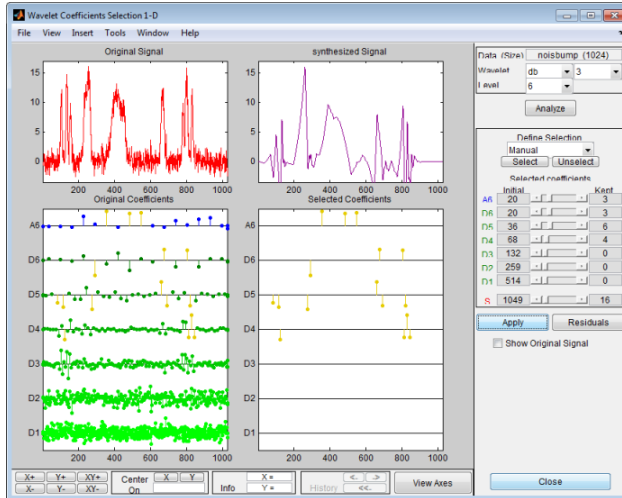 Wavelet Coefficients Selection 1-D
File View Insert Tools Window Help
Original Signal
15
10
5
0
200 400 600 800 1000
synthesized Signal
15
10
5
0
200 400 600 800 1000
Original Coefficients
A6
D6
D5
D4
D3
D2
D1
200 400 600 800 1000
Selected Coefficients
A6
D6
D5
D4
D3
D2
D1
200 400 600 800 1000
Data (Size) noisbump (1024)
Wavelet db 3
Level 6
Analyze
Define Selection
Manual
Select Unselect
Selected coefficients
Initial Kept
A6 20 3
D6 20 3
D5 36 6
D4 68 4
D3 132 0
D2 259 0
D1 514 0
S 1049 16
Apply Residuals
Show Original Signal
X+ Y+ XY+
X- Y- XY-
Center On X Y
Info X = Y =
History <- -> <<-
View Axes
Close